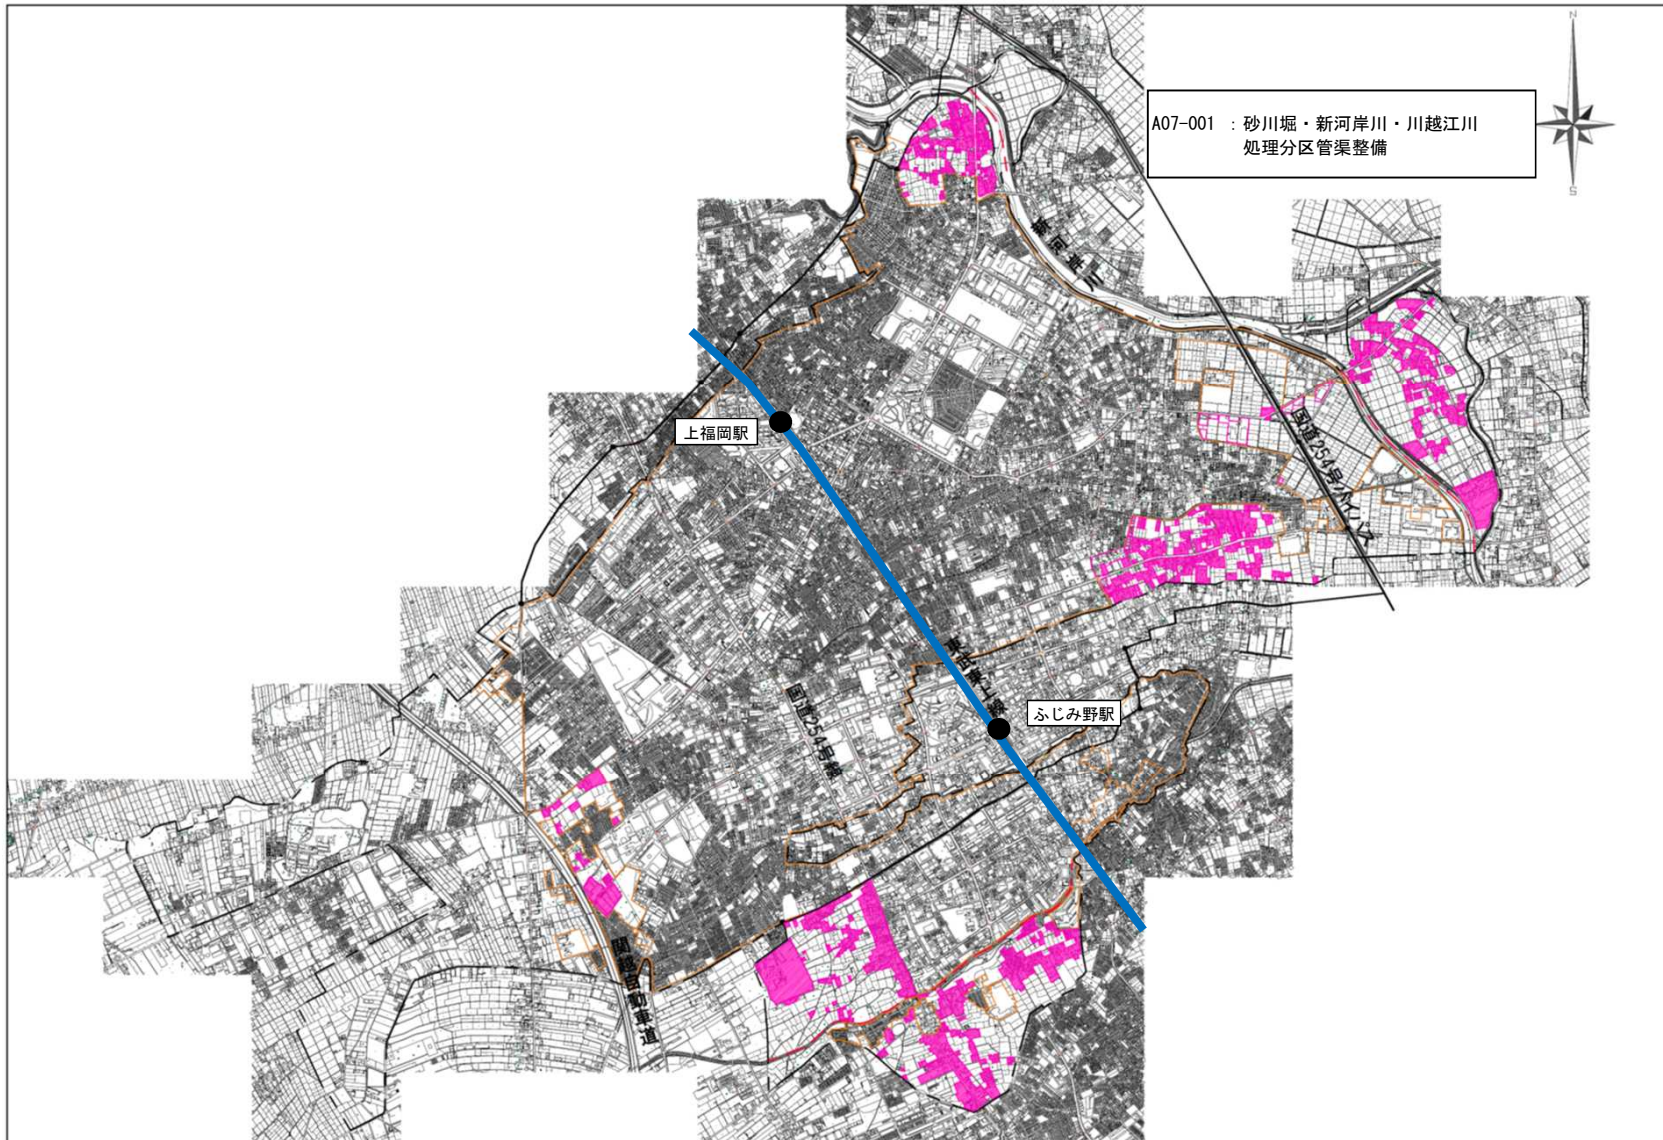 N
A07-001 : 砂川堀・新河岸川・川越江川
処理分区管渠整備
S
新河岸川
上福岡駅
国道254号バイパス
東武東上線
ふじみ野駅
国道254号線
関越自動車道